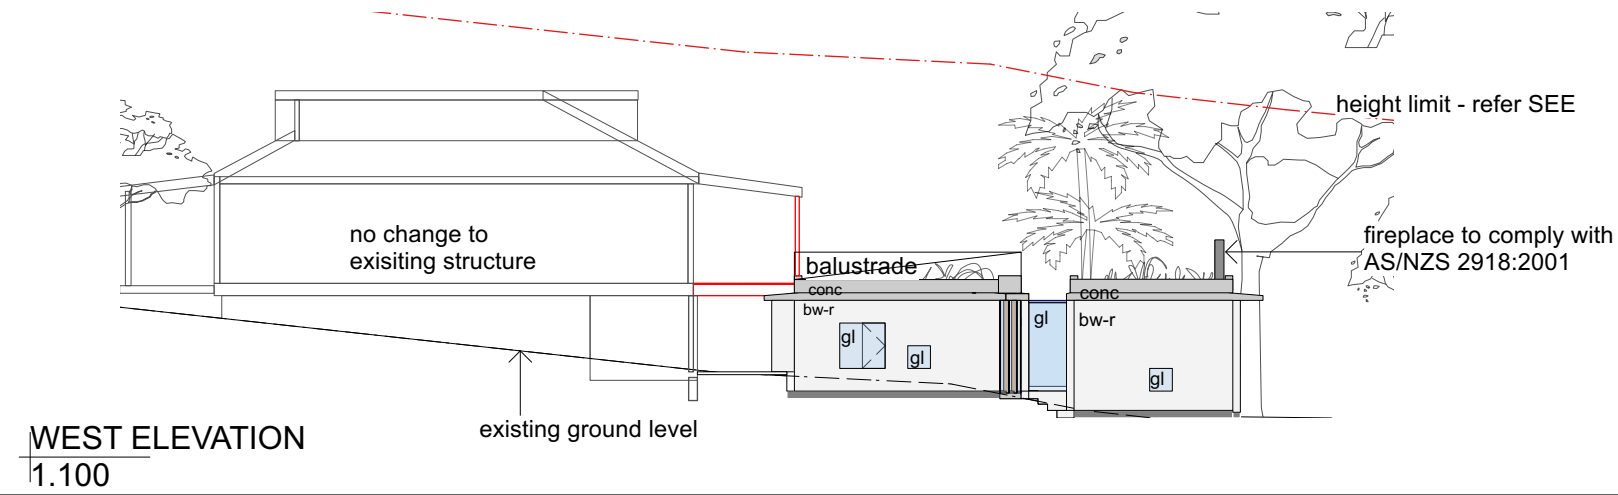 height limit - refer SEE
no change to
exisiting structure
fireplace to comply with
AS/NZS 2918:2001
balustrade
conc
conc
bw-r
bw-r
gl
gl
gl
gl
existing ground level
WEST ELEVATION
1.100